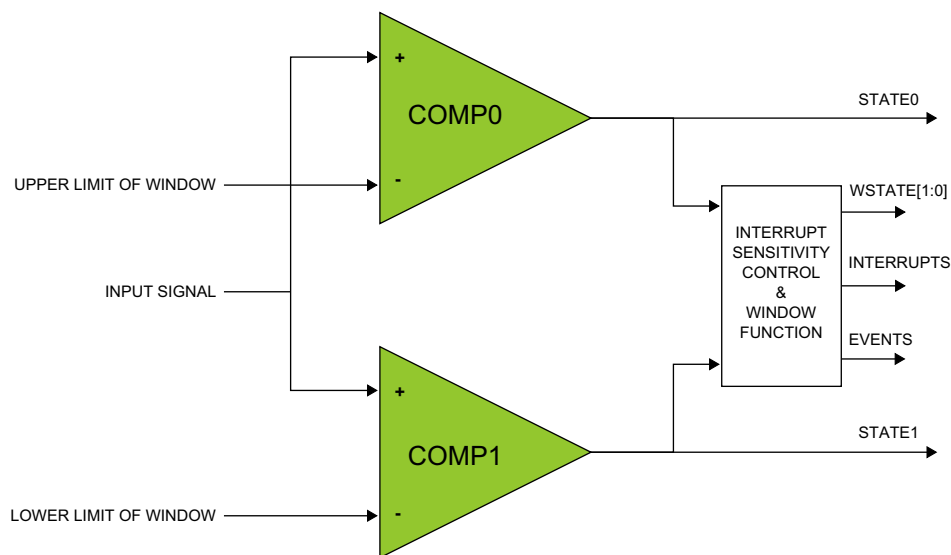 +
COMP0
-
STATE0
UPPER LIMIT OF WINDOW
WSTATE[1:0]
INTERRUPT
SENSITIVITY
CONTROL
&
WINDOW
FUNCTION
INTERRUPTS
INPUT SIGNAL
EVENTS
+
COMP1
-
STATE1
LOWER LIMIT OF WINDOW